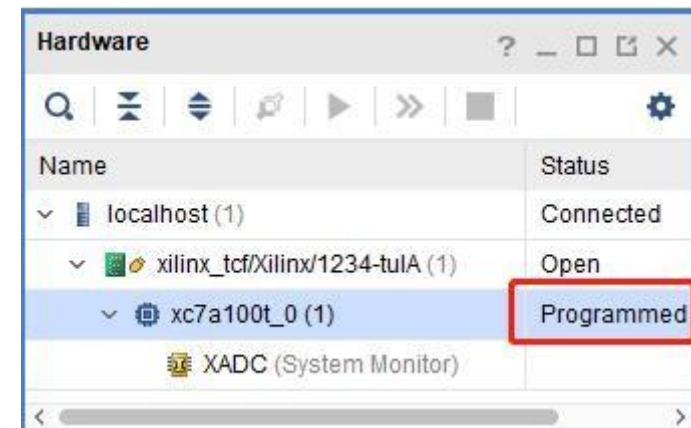 Hardware
?
Name Status
localhost (1) Connected
xilinx_tcf/Xilinx/1234-tulA (1) Open
xc7a100t_0 (1) Programmed
XADC (System Monitor)